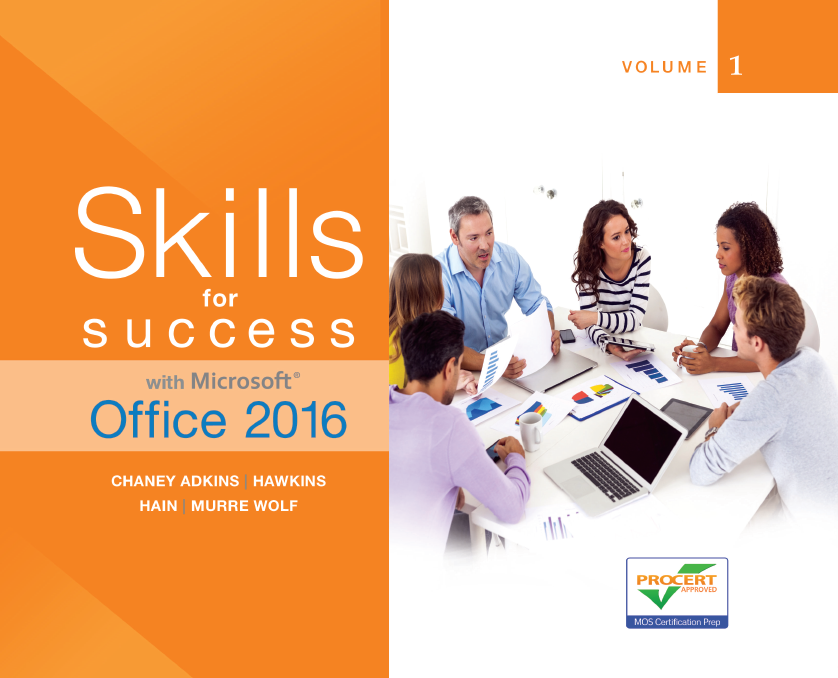 VOLUME 1
Skills
for
success
with Microsoft®
Office 2016
CHANEY ADKINS | HAWKINS
HAIN | MURRE WOLF
PROCERT
APPROVED
MOS Certification Prep